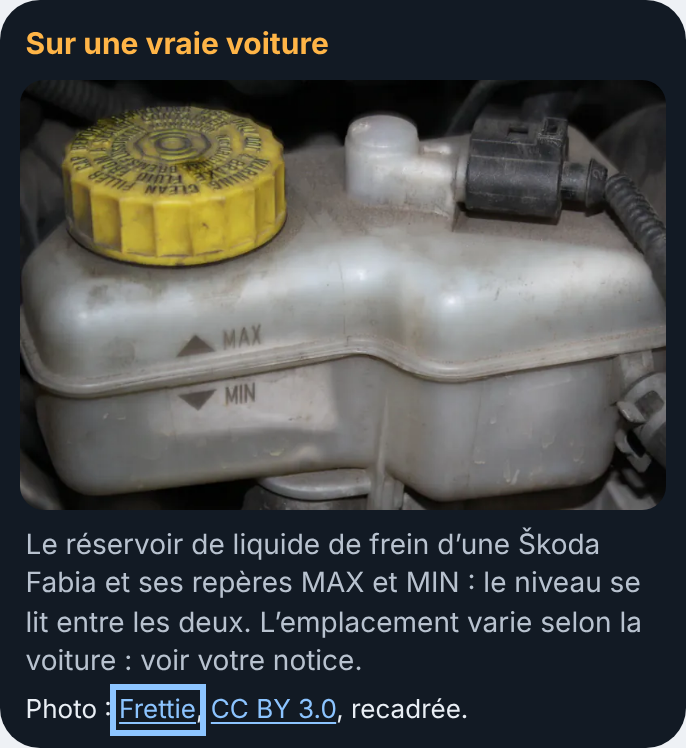 Sur une vraie voiture
MAX
MIN
Le réservoir de liquide de frein d’une Škoda
Fabia et ses repères MAX et MIN : le niveau se
lit entre les deux. L’emplacement varie selon la
voiture : voir votre notice.
Photo : Frettie, CC BY 3.0, recadrée.